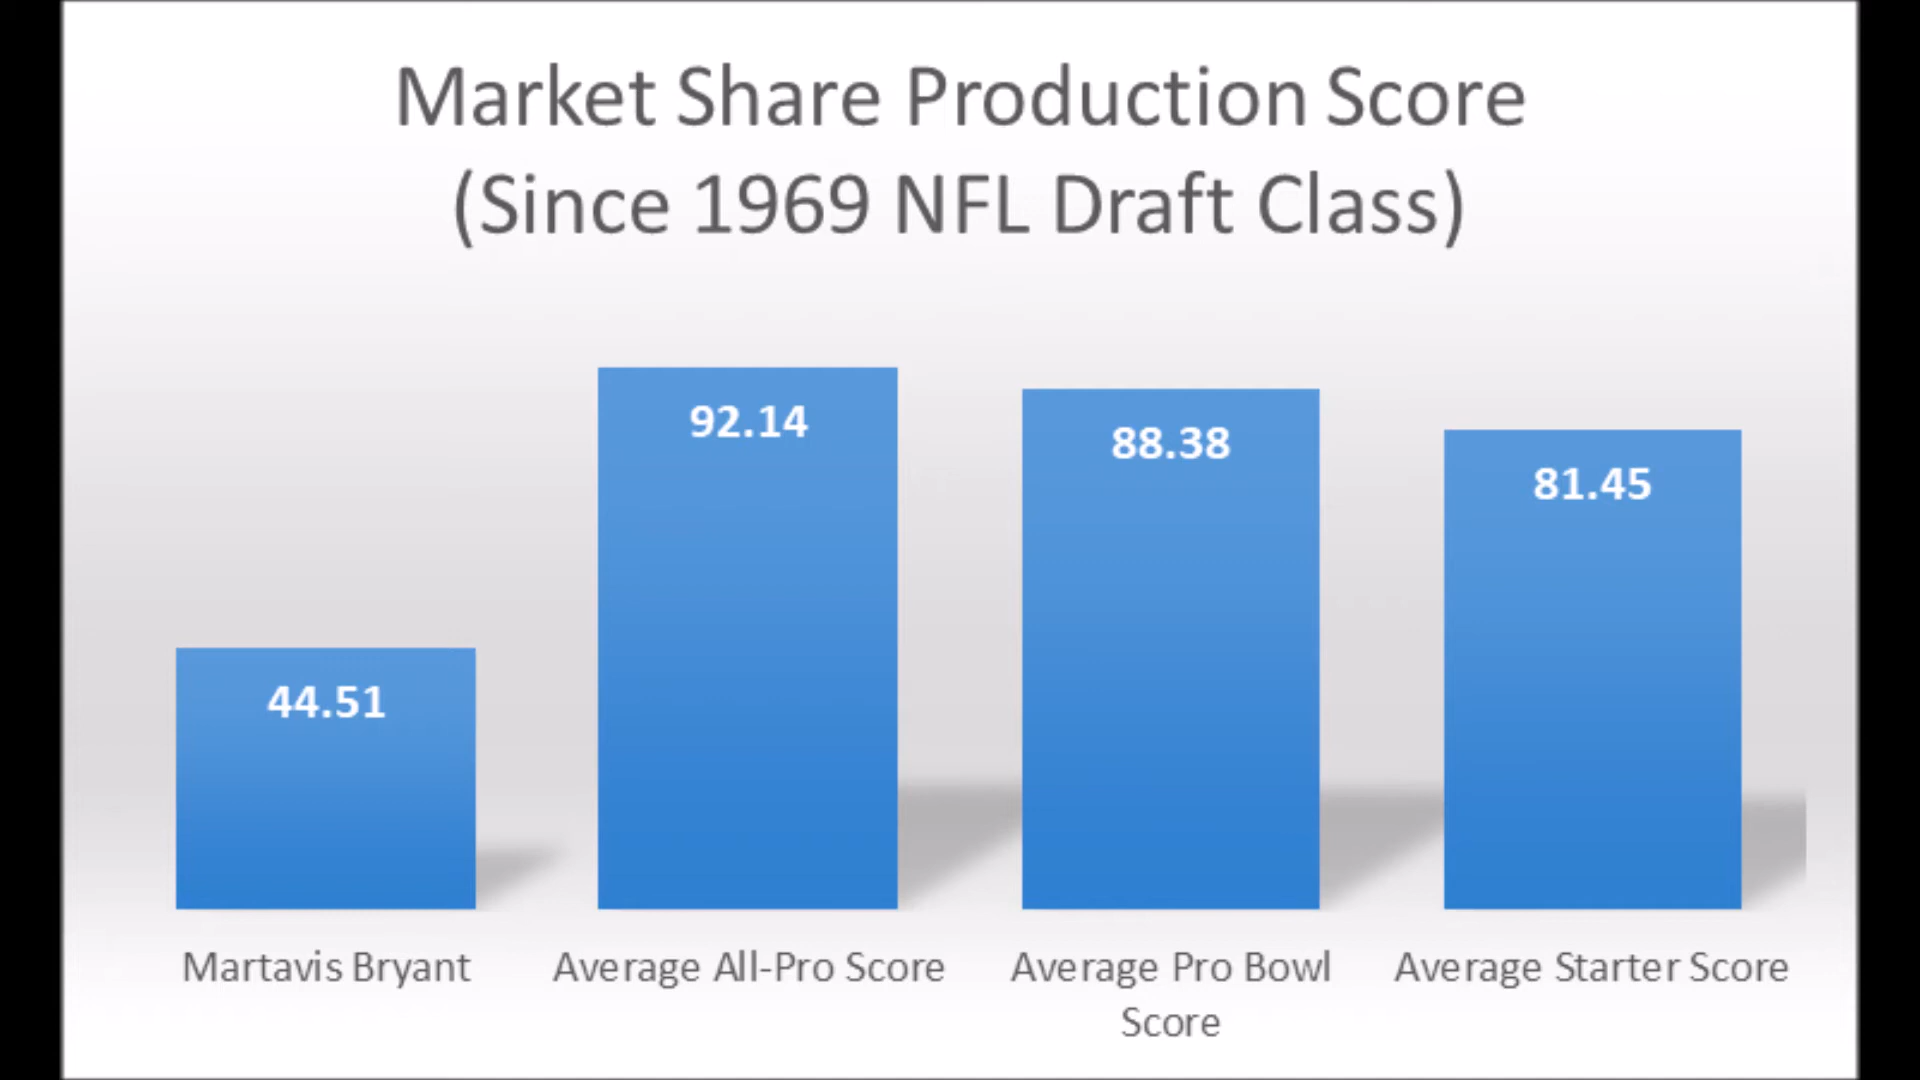 Market Share Production Score
(Since 1969 NFL Draft Class)
92.14
88.38
81.45
44.51
Martavis Bryant
Average All-Pro Score
Average Pro Bowl
Score
Average Starter Score